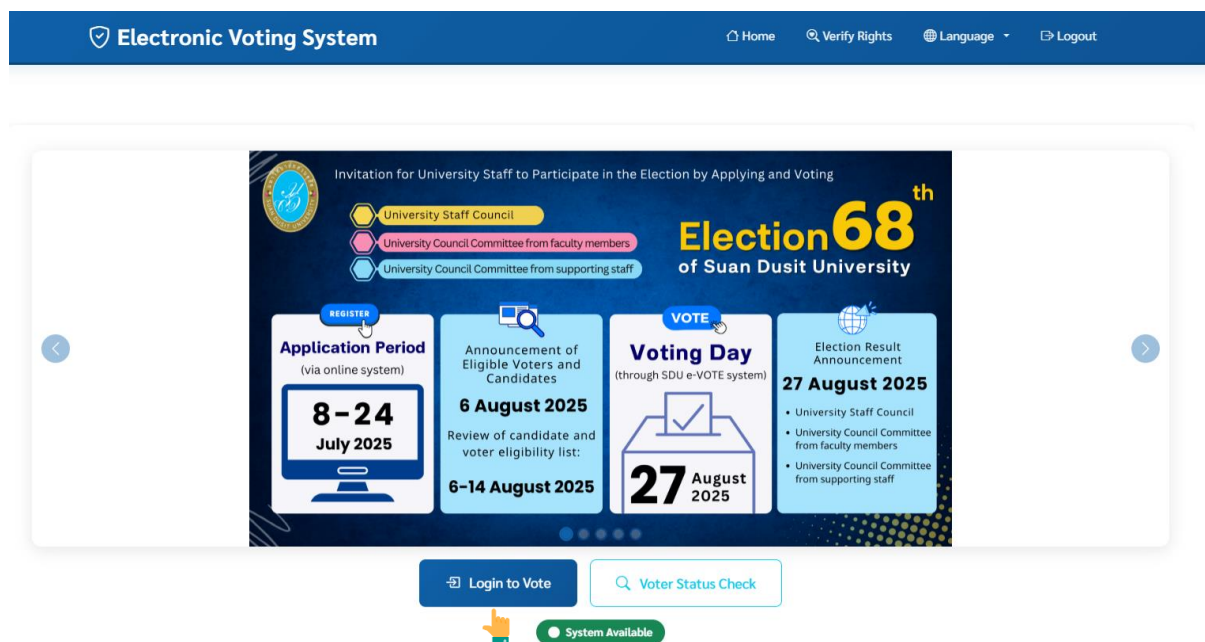 Electronic Voting System
Home
Verify Rights
Language
Logout
Invitation for University Staff to Participate in the Election by Applying and Voting
University Staff Council
University Council Committee from faculty members
University Council Committee from supporting staff
Election 68th
of Suan Dusit University
REGISTER
Application Period
(via online system)
8-24
July 2025
Announcement of
Eligible Voters and
Candidates
6 August 2025
Review of candidate and
voter eligibility list:
6-14 August 2025
VOTE
Voting Day
(through SDU e-VOTE system)
27 August
2025
Election Result
Announcement
27 August 2025
• University Staff Council
• University Council Committee
from faculty members
• University Council Committee
from supporting staff
Login to Vote
Voter Status Check
System Available